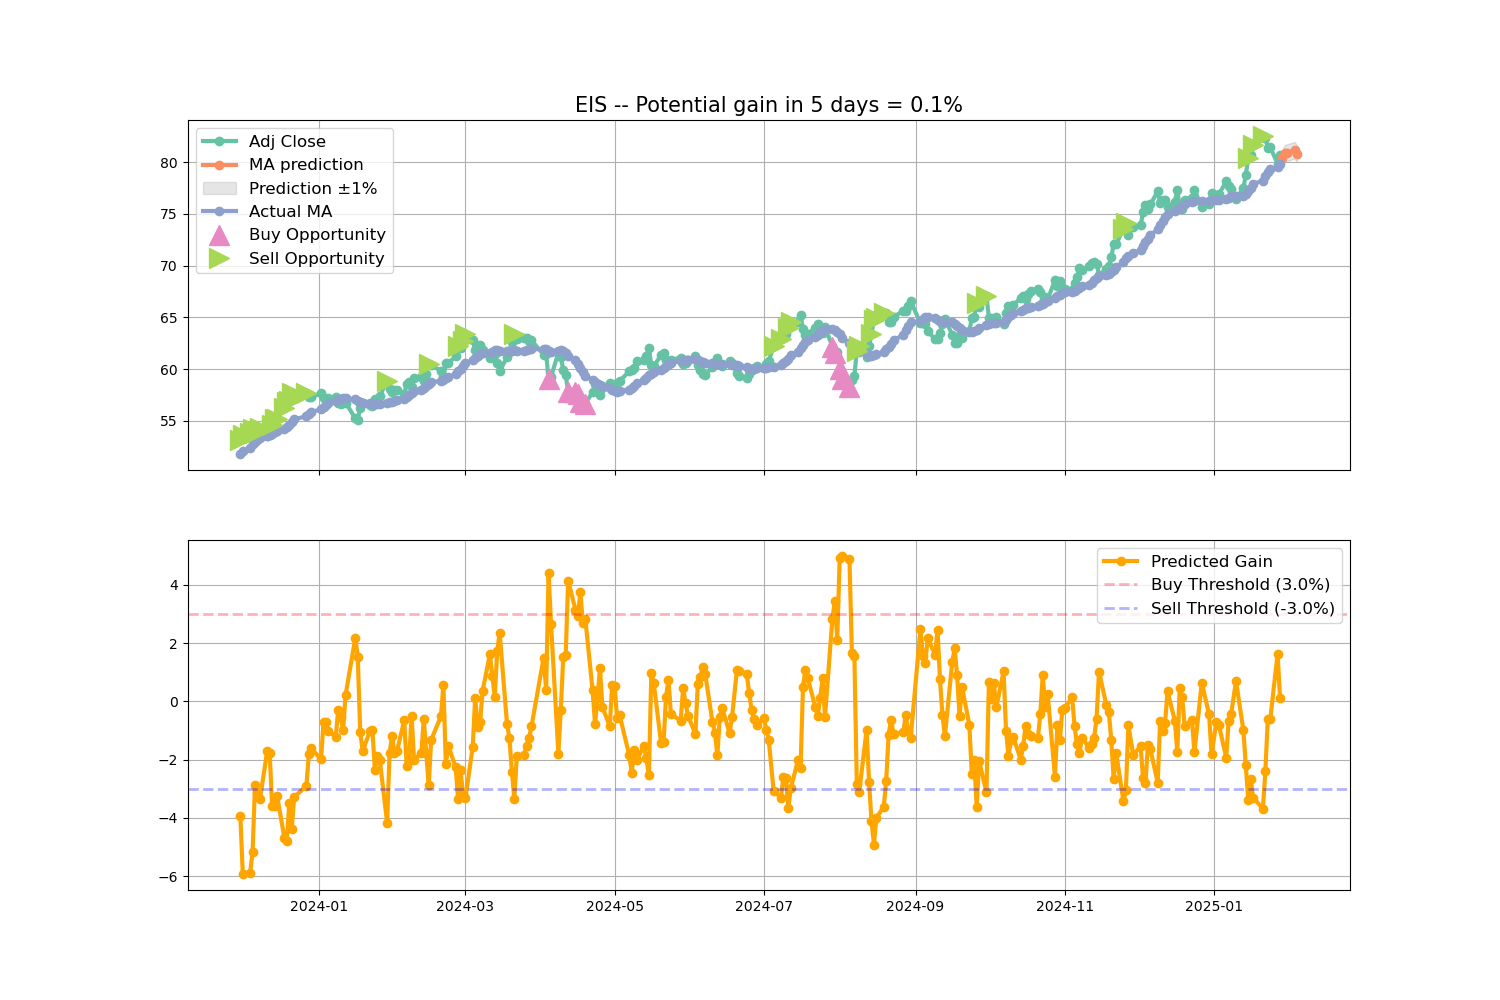 EIS -- Potential gain in 5 days = 0.1%
Adj Close
MA prediction
Prediction ±1%
Actual MA
Buy Opportunity
Sell Opportunity
80
75
70
65
60
55
Predicted Gain
Buy Threshold (3.0%)
Sell Threshold (-3.0%)
4
2
0
−2
−4
−6
2024-01 2024-03 2024-05 2024-07 2024-09 2024-11 2025-01